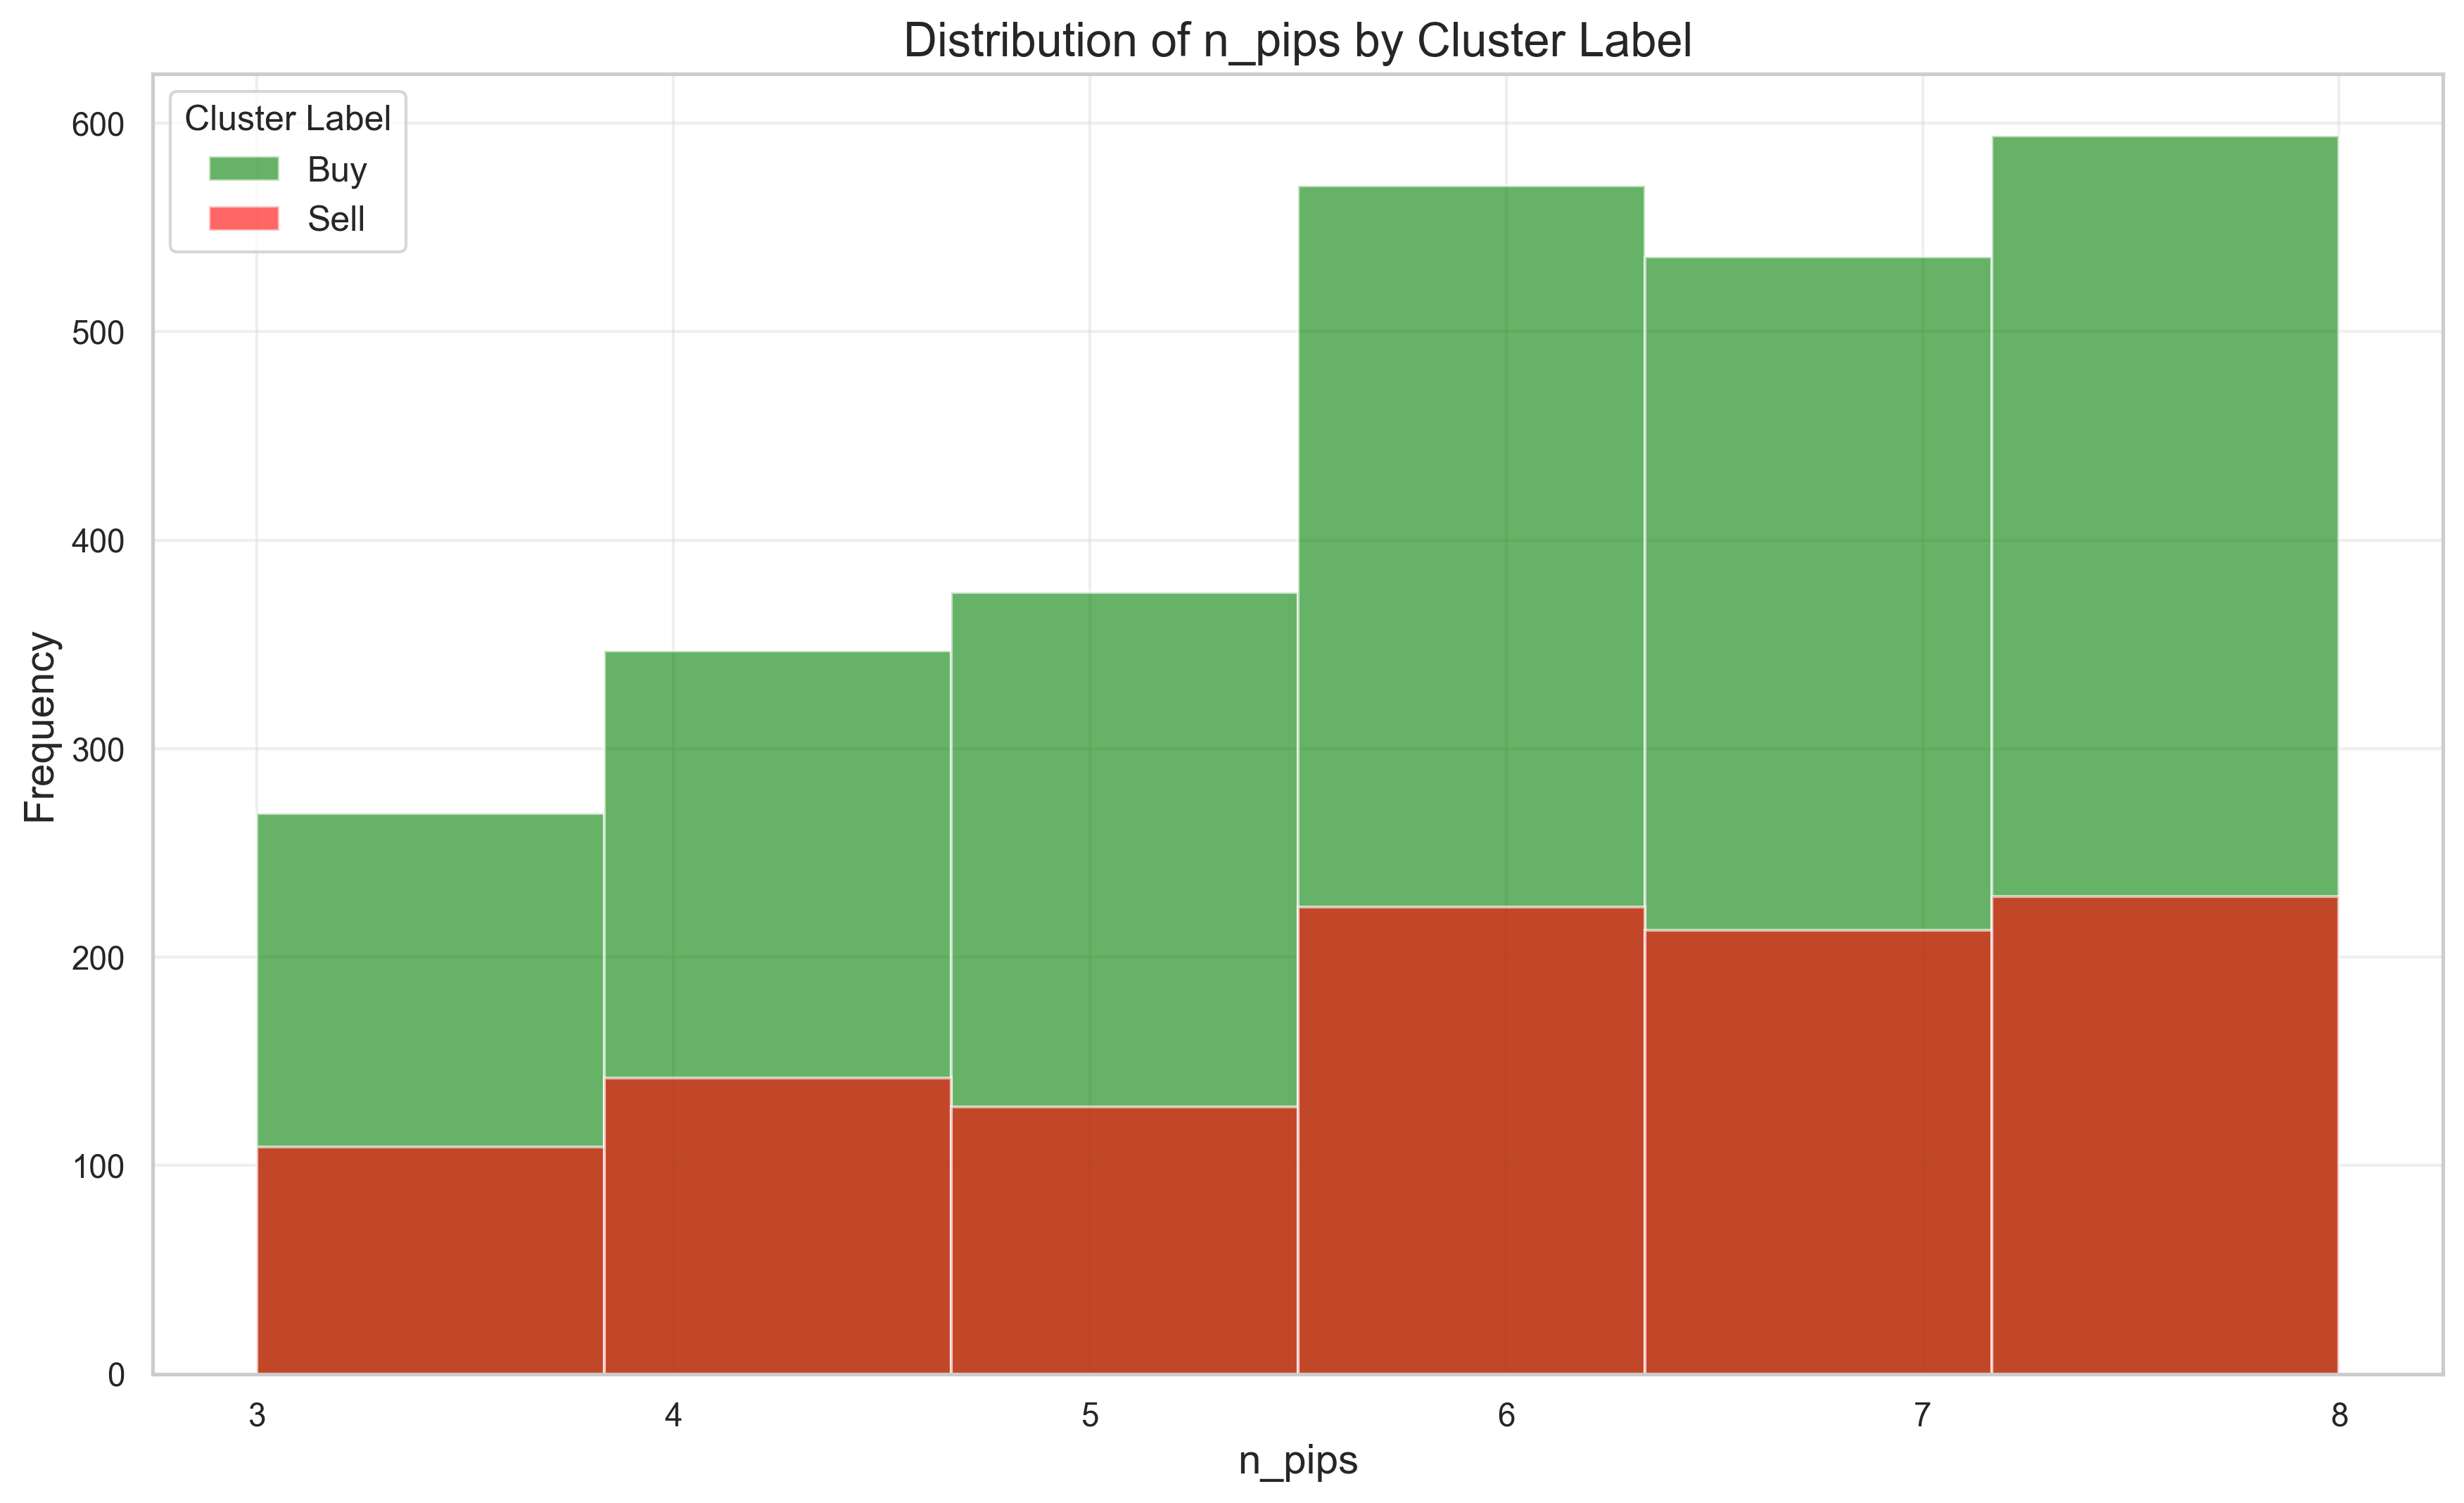 Distribution of n_pips by Cluster Label
Cluster Label
Buy
Sell
Frequency
600
500
400
300
200
100
0
3 4 5 6 7 8
n_pips